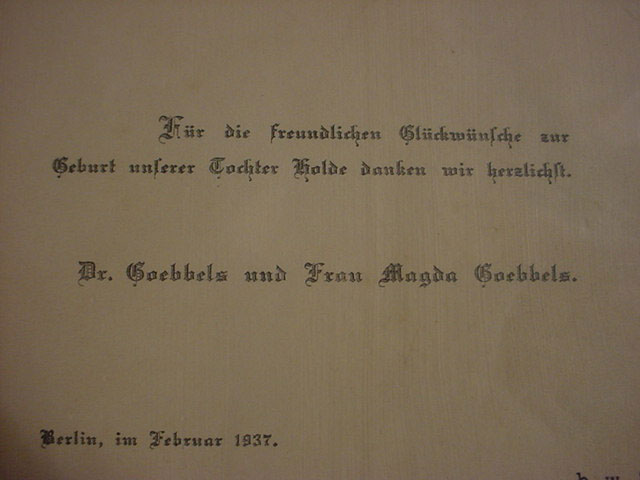 Für die freundlichen Glückwünsche zur
Geburt unserer Tochter Holde danken wir herzlichst.
Dr. Goebbels und Frau Magda Goebbels.
Berlin, im Februar 1937.